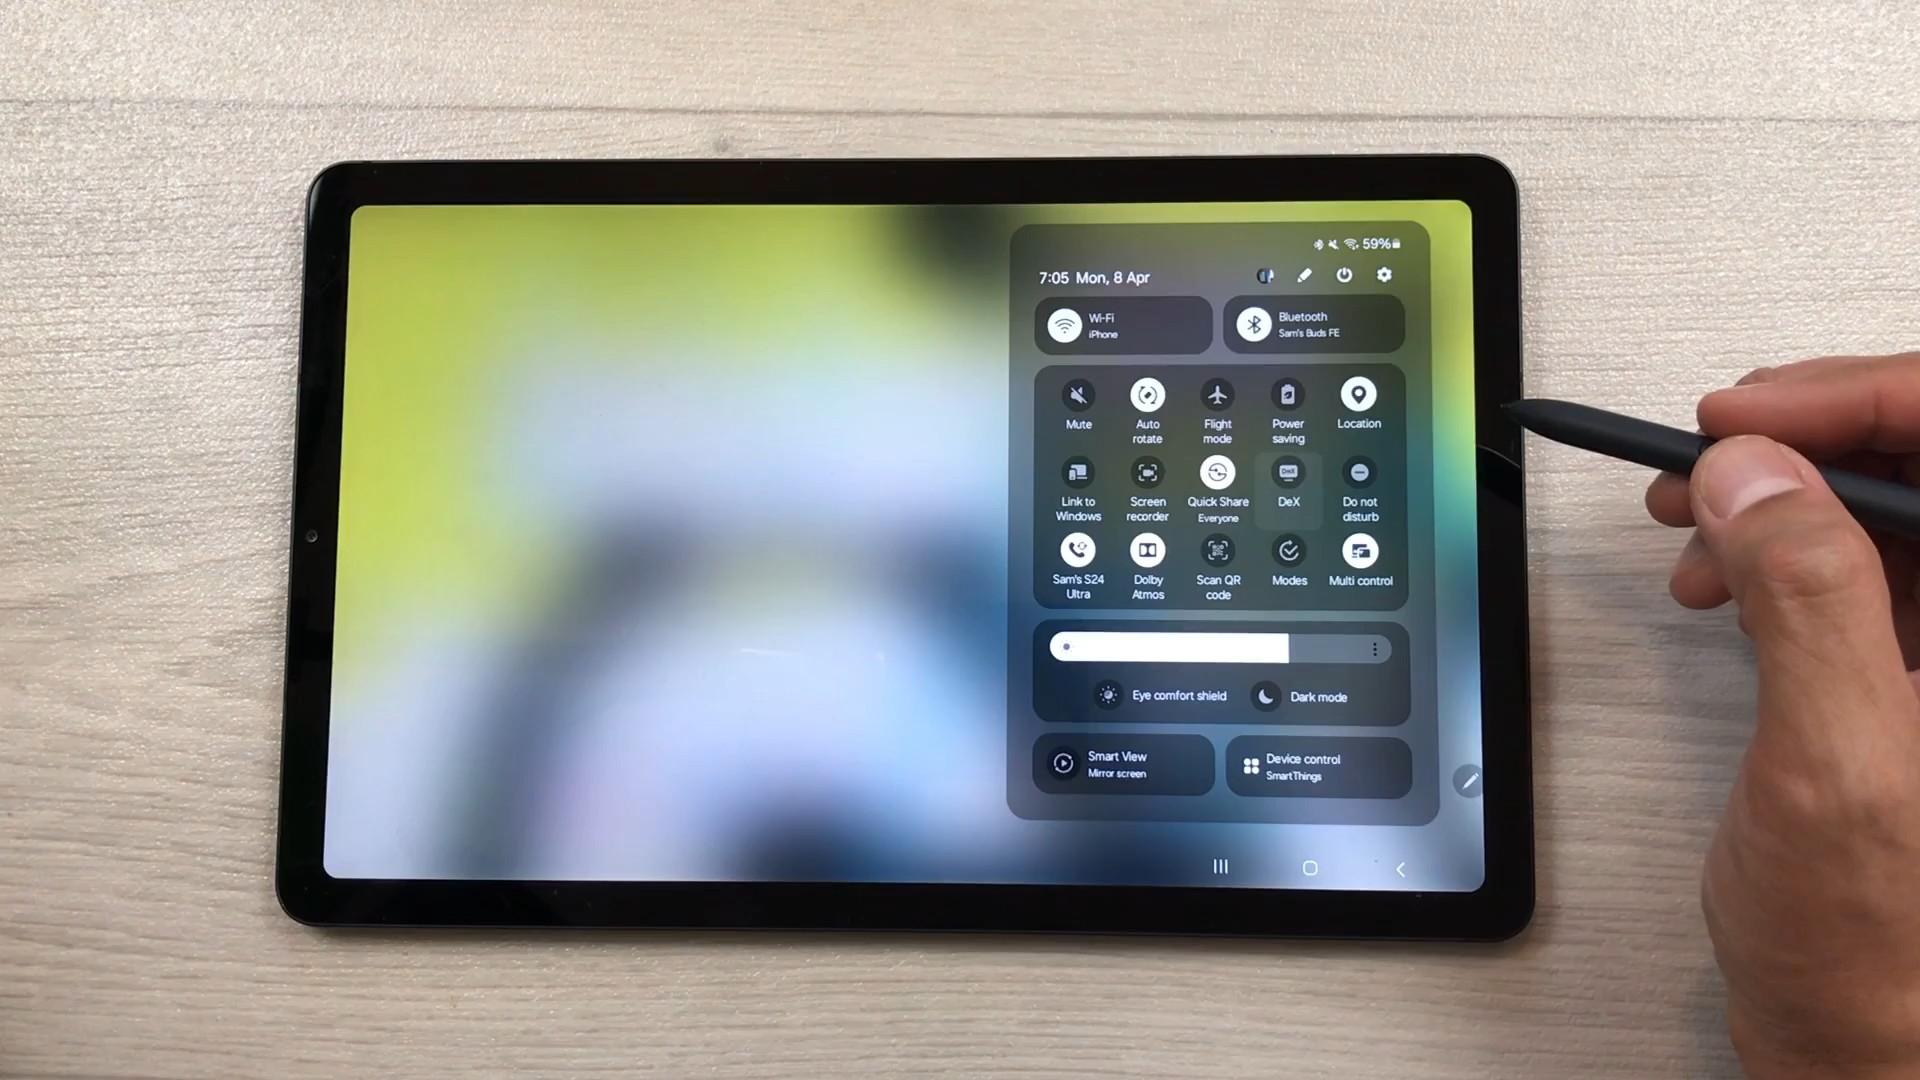 59%
7:05 Mon, 8 Apr
Wi-Fi
iPhone
Bluetooth
Sam's Buds FE
Mute
Auto
rotate
Flight
mode
Power
saving
Location
Link to
Windows
Screen
recorder
Quick Share
Everyone
DeX
DeX
Do not
disturb
Sam's S24
Ultra
Dolby
Atmos
Scan QR
code
Modes
Multi control
Eye comfort shield
Dark mode
Smart View
Mirror screen
Device control
SmartThings